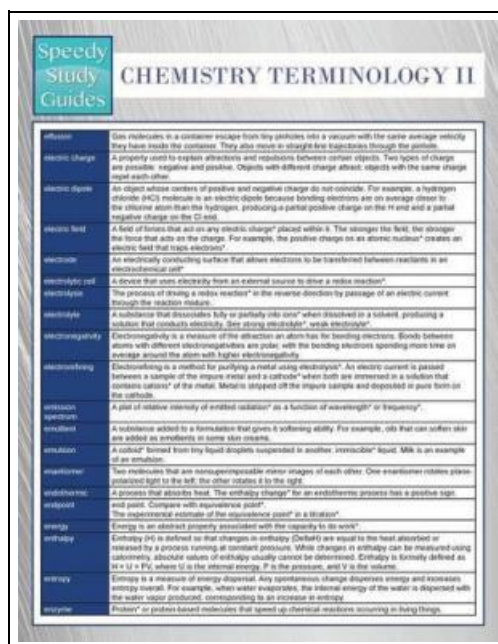 Speedy
Study
Guides
CHEMISTRY TERMINOLOGY II
effusion
Gas molecules in a container escape from tiny pinholes into a vacuum with the same average velocity
they have inside the container. They also move in straight-line trajectories through the pinhole.
electric charge
A property used to explain attractions and repulsions between certain objects. Two types of charge
are possible: negative and positive. Objects with different charge attract; objects with the same charge
repel each other.
electric dipole
An object whose centers of positive and negative charge do not coincide. For example, a hydrogen
chloride (HCl) molecule is an electric dipole because bonding electrons are on average closer to
the chlorine atom than the hydrogen, producing a partial positive charge on the H end and a partial
negative charge on the Cl end.
electric field
A field of forces that act on any electric charge* placed within it. The stronger the field, the stronger
the force that acts on the charge. For example, the positive charge on an atomic nucleus* creates an
electric field that traps electrons*.
electrode
An electrically conducting surface that allows electrons to be transferred between reactants in an
electrochemical cell*
electrolytic cell
A device that uses electricity from an external source to drive a redox reaction*.
electrolysis
The process of driving a redox reaction* in the reverse direction by passage of an electric current
through the reaction mixture.
electrolyte
A substance that dissociates fully or partially into ions* when dissolved in a solvent, producing a
solution that conducts electricity. See strong electrolyte*, weak electrolyte*.
electronegativity
Electronegativity is a measure of the attraction an atom has for bonding electrons. Bonds between
atoms with different electronegativities are polar, with the bonding electrons spending more time on
average around the atom with higher electronegativity.
electrorefining
Electrorefining is a method for purifying a metal using electrolysis*. An electric current is passed
between a sample of the impure metal and a cathode* when both are immersed in a solution that
contains cations* of the metal. Metal is stripped off the impure sample and deposited in pure form on
the cathode.
emission
spectrum
A plot of relative intensity of emitted radiation* as a function of wavelength* or frequency*.
emollient
A substance added to a formulation that gives it softening ability. For example, oils that can soften skin
are added as emollients in some skin creams.
emulsion
A colloid* formed from tiny liquid droplets suspended in another, immiscible* liquid. Milk is an example
of an emulsion.
enantiomer
Two molecules that are nonsuperimposable mirror images of each other. One enantiomer rotates plane-
polarized light to the left; the other rotates it to the right.
endothermic
A process that absorbs heat. The enthalpy change* for an endothermic process has a positive sign.
endpoint
end point. Compare with equivalence point*.
The experimental estimate of the equivalence point* in a titration*.
energy
Energy is an abstract property associated with the capacity to do work*.
enthalpy
Enthalpy (H) is defined so that changes in enthalpy (DeltaH) are equal to the heat absorbed or
released by a process running at constant pressure. While changes in enthalpy can be measured using
calorimetry, absolute values of enthalpy usually cannot be determined. Enthalpy is formally defined as
H = U + PV, where U is the internal energy, P is the pressure, and V is the volume.
entropy
Entropy is a measure of energy dispersal. Any spontaneous change disperses energy and increases
entropy overall. For example, when water evaporates, the internal energy of the water is dispersed with
the water vapor produced, corresponding to an increase in entropy.
enzyme
Protein* or protein-based molecules that speed up chemical reactions occurring in living things.